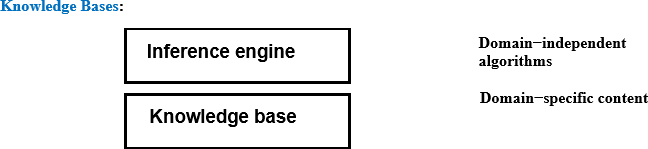 Knowledge Bases:
Inference engine
Domain−independent
algorithms
Knowledge base
Domain−specific content